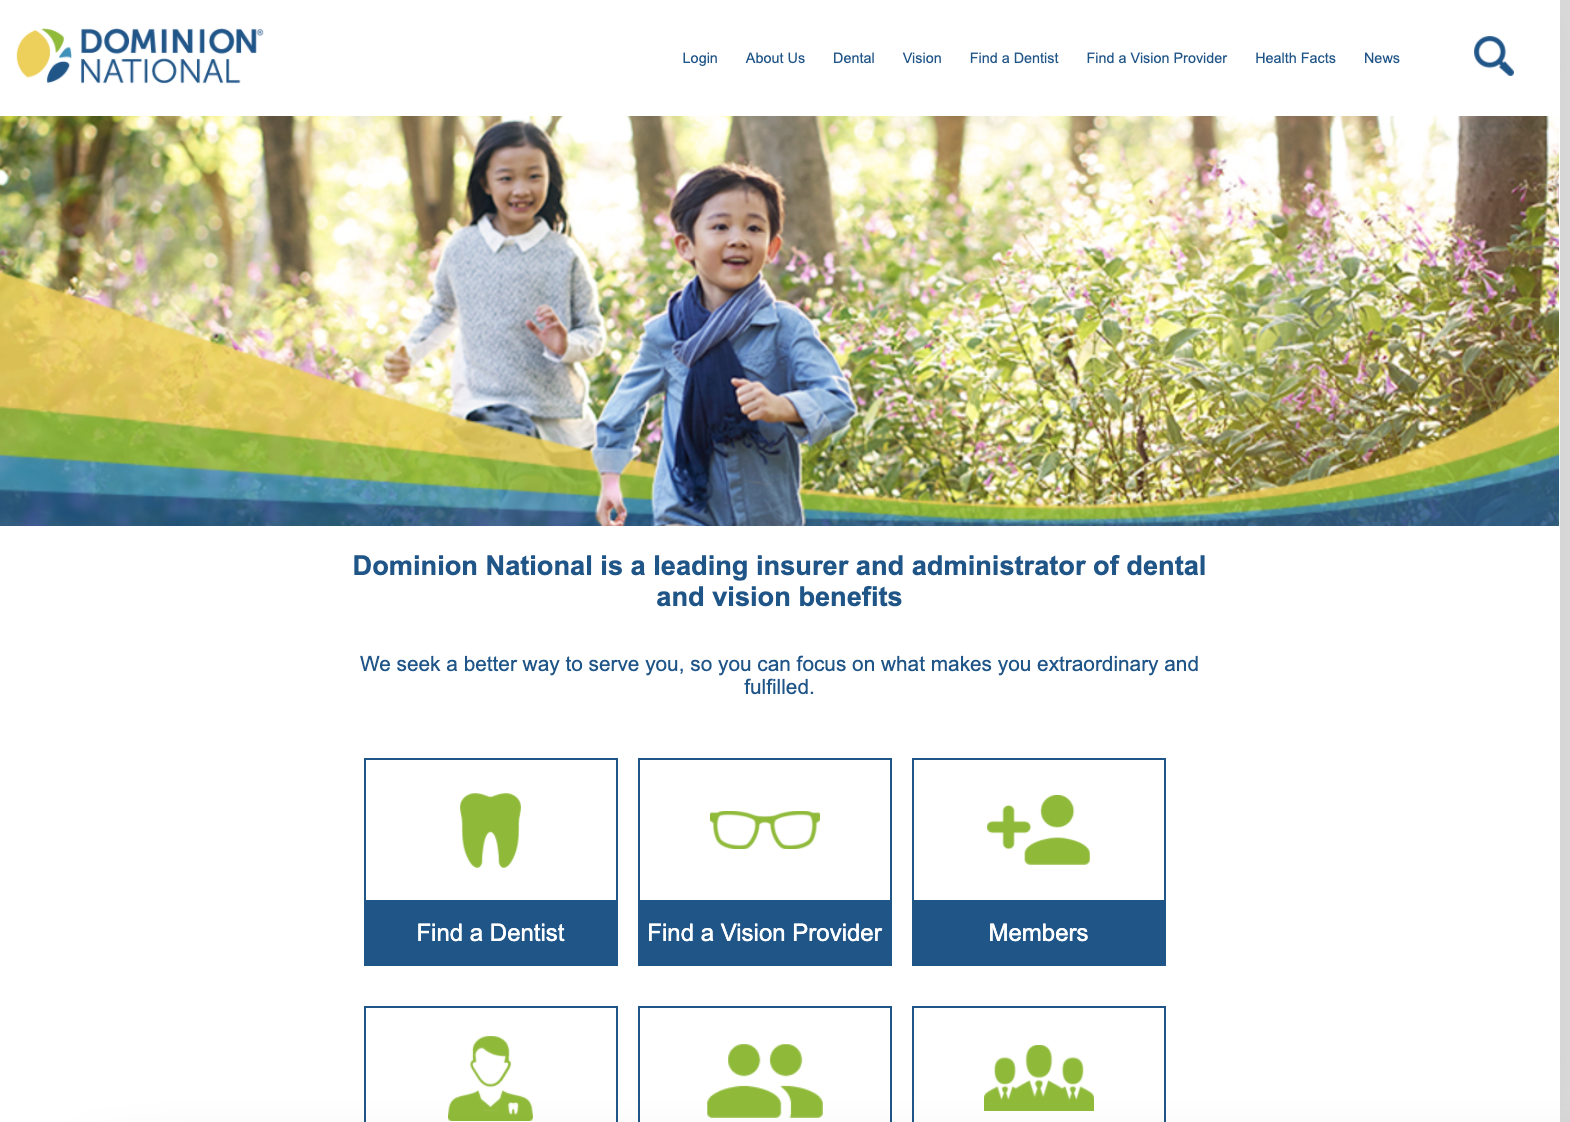 DOMINION®
NATIONAL
Login About Us Dental Vision Find a Dentist Find a Vision Provider Health Facts News
Dominion National is a leading insurer and administrator of dental
and vision benefits
We seek a better way to serve you, so you can focus on what makes you extraordinary and
fulfilled.
Find a Dentist Find a Vision Provider Members